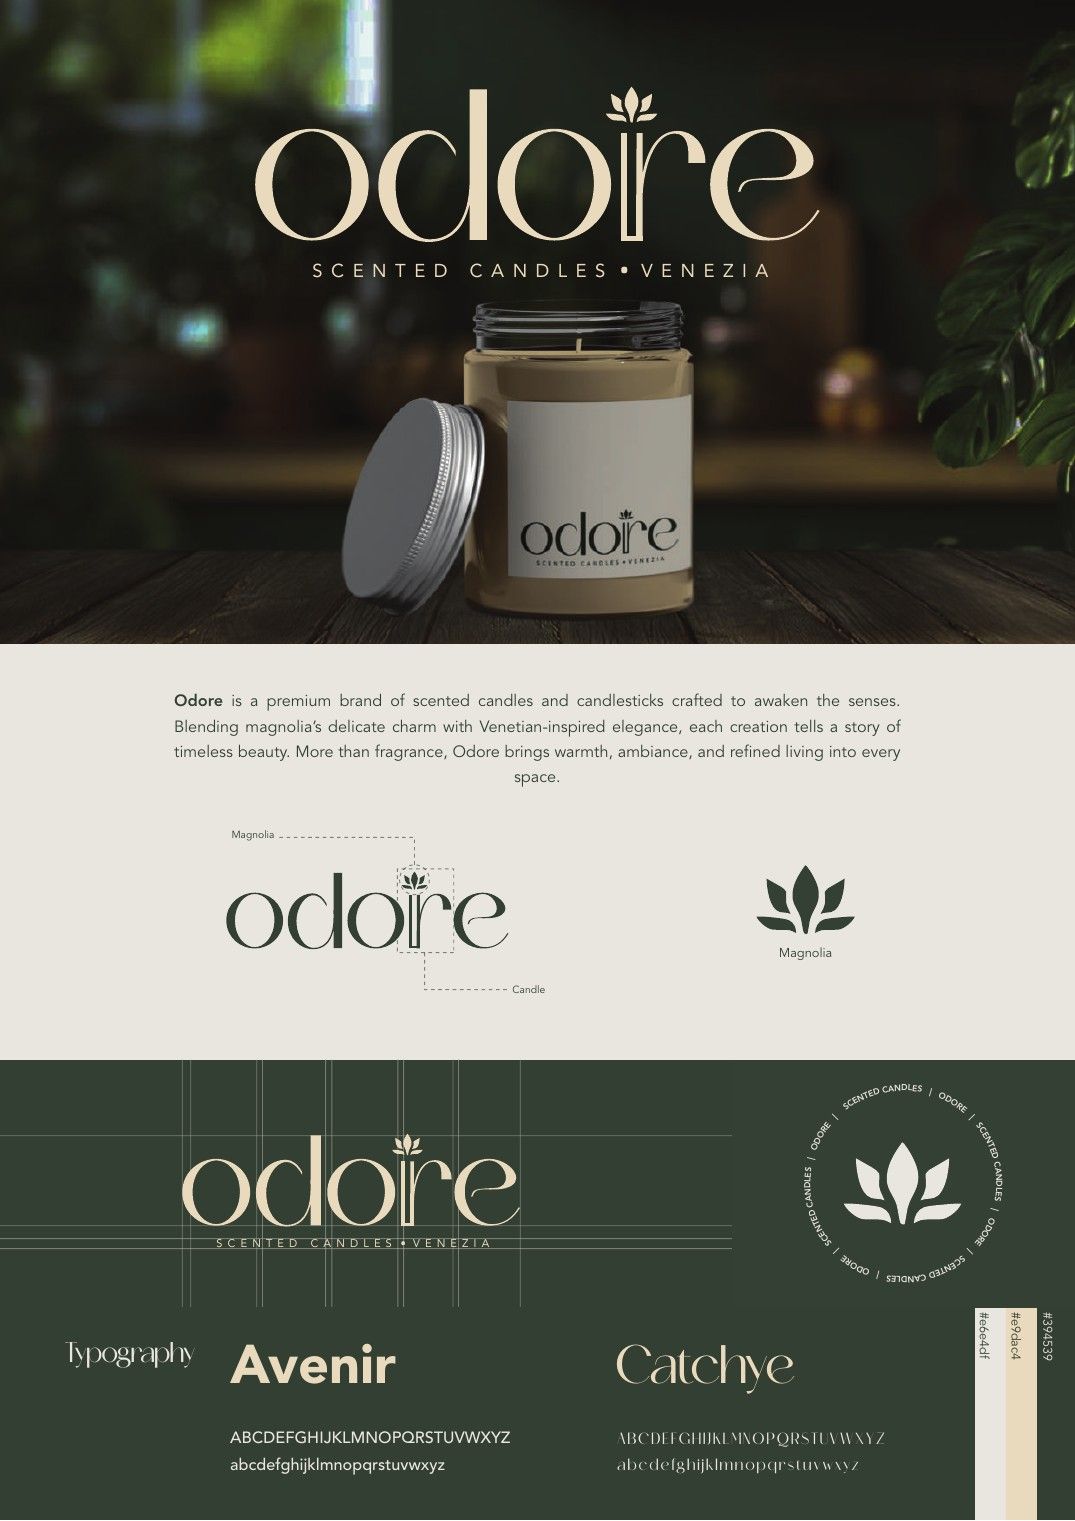 odore
SCENTED CANDLES • VENEZIA
odore
SCENTED CANDLES • VENEZIA
Odore is a premium brand of scented candles and candlesticks crafted to awaken the senses.
Blending magnolia’s delicate charm with Venetian-inspired elegance, each creation tells a story of
timeless beauty. More than fragrance, Odore brings warmth, ambiance, and refined living into every
space.
Magnolia
odore
Candle
Magnolia
odore
SCENTED CANDLES • VENEZIA
SCENTED CANDLES | ODORE | SCENTED CANDLES | ODORE | SCENTED CANDLES | ODORE | SCENTED CANDLES | ODORE |
Typography
Avenir
ABCDEFGHIJKLMNOPQRSTUVWXYZ
abcdefghijklmnopqrstuvwxyz
Catchye
ABCDEFGHIJKLMNOPQRSTUVWXYZ
abcdefghijklmnopqrstuvwxyz
#e6e4df
#e9dac4
#394539